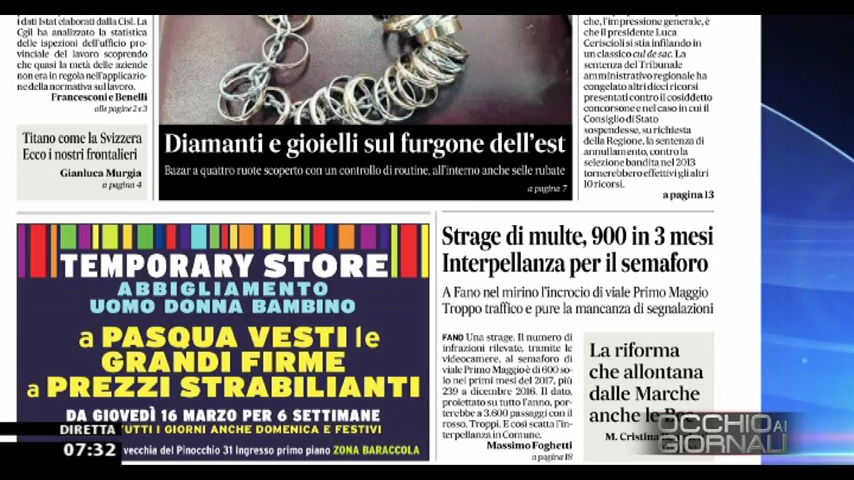 i dati Istat elaborati dalla Cisl. La
Cgil ha analizzato la statistica
delle ispezioni dell'ufficio pro-
vinciale del lavoro scoprendo
che quasi la metà delle aziende
non era in regola nell'applicazio-
ne della normativa sul lavoro.
Francesconi e Benelli
alle pagine 2 e 3
Titano come la Svizzera
Ecco i nostri frontalieri
Gianluca Murgia
a pagina 4
Diamanti e gioielli sul furgone dell'est
Bazar a quattro ruote scoperto con un controllo di routine, all'interno anche selle rubate
a pagina 7
che, l'impressione generale, è
che il presidente Luca
Ceriscioli si stia infilando in
un classico cul de sac. La
sentenza del Tribunale
amministrativo regionale ha
congelato altri dieci ricorsi
presentati contro il cosiddetto
concorsone e nel caso in cui il
Consiglio di Stato
sospendesse, su richiesta
della Regione, la sentenza di
annullamento, contro la
selezione bandita nel 2013
tornerebbero effettivi gli altri
10 ricorsi.
a pagina 13
TEMPORARY STORE
ABBIGLIAMENTO
UOMO DONNA BAMBINO
a PASQUA VESTI le
GRANDI FIRME
a PREZZI STRABILIANTI
DA GIOVEDÌ 16 MARZO PER 6 SETTIMANE
TUTTI I GIORNI ANCHE DOMENICA E FESTIVI
vecchia del Pinocchio 31 Ingresso primo piano ZONA BARACCOLA
Strage di multe, 900 in 3 mesi
Interpellanza per il semaforo
A Fano nel mirino l'incrocio di viale Primo Maggio
Troppo traffico e pure la mancanza di segnalazioni
FANO Una strage. Il numero di
infrazioni rilevate, tramite le
videocamere, al semaforo di
viale Primo Maggio è di 600 so-
lo nei primi mesi del 2017, più
239 a dicembre 2016. Il dato,
proiettato su tutto l'anno, por-
terebbe a 3.600 passaggi con il
rosso. Troppi. E così scatta l'in-
terpellanza in Comune.
Massimo Foghetti
a pagina 18
La riforma
che allontana
dalle Marche
anche le
M. Cristina
DIRETTA
07:32
OCCHIO AI
GIORNALI